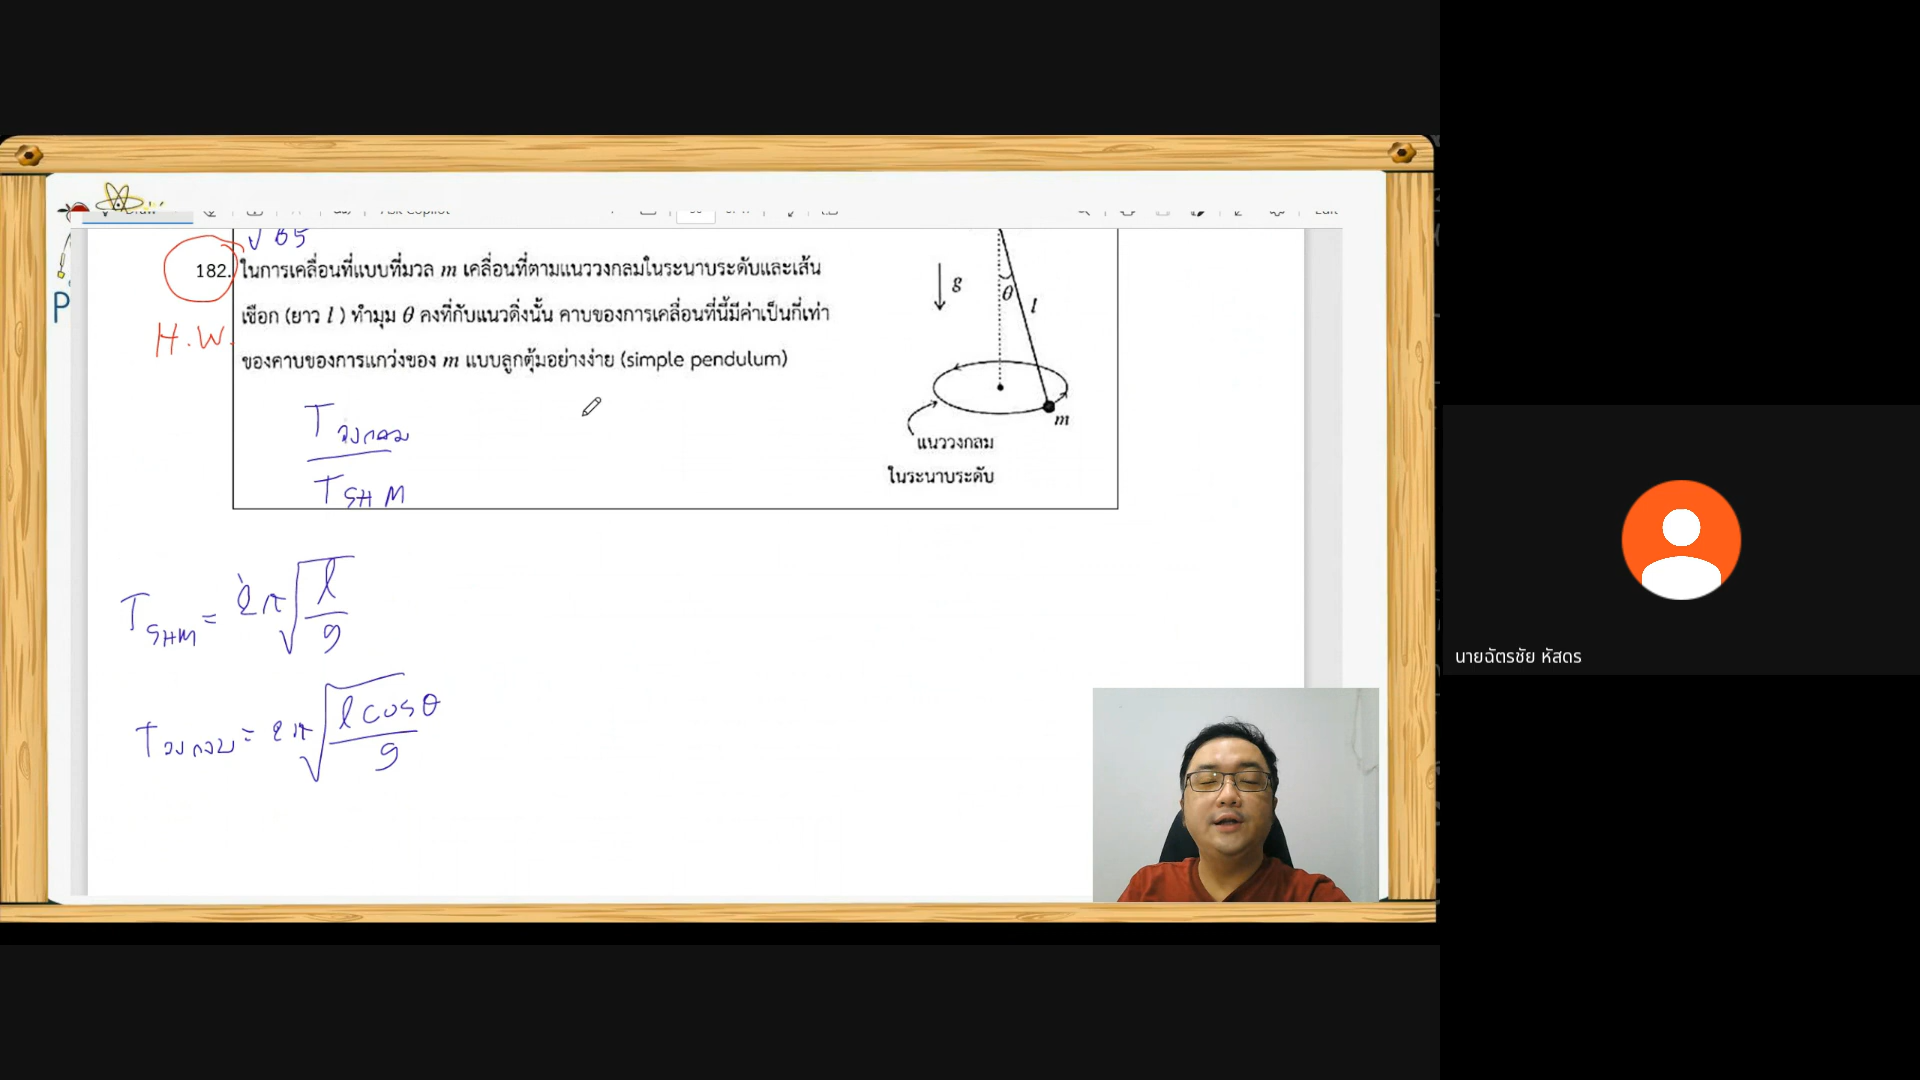 √65
182. ในการเคลื่อนที่แบบที่มวล m เคลื่อนที่ตามแนววงกลมในระนาบระดับและเส้น
เชือก (ยาว l ) ทำมุม θ คงที่กับแนวดิ่งนั้น คาบของการเคลื่อนที่นี้มีค่าเป็นกี่เท่า
ของคาบของการแกว่งของ m แบบลูกตุ้มอย่างง่าย (simple pendulum)
H.W.
P
g
θ
l
m
แนววงกลม
ในระนาบระดับ
T วงกลม
T SHM
T SHM = 2π√(l/g)
T วงกลม = 2π√(l cosθ/g)
นายฉัตรชัย หัสดร